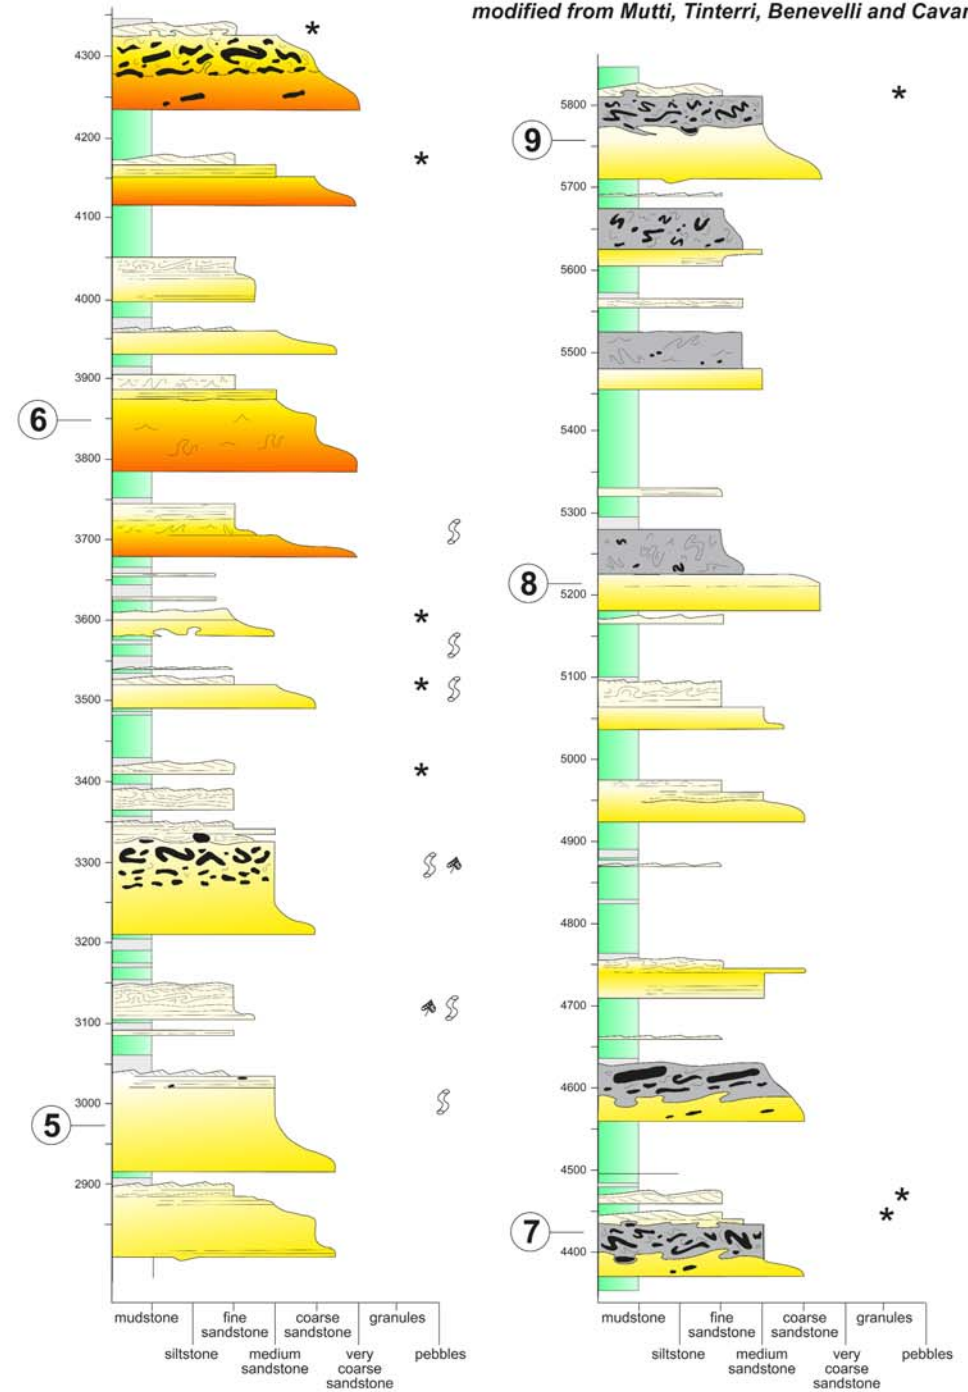 modified from Mutti, Tinterri, Benevelli and Cavar
4300
4200
4100
4000
3900
3800
3700
3600
3500
3400
3300
3200
3100
3000
2900
6
5
*
*
*
*
*
mudstone
siltstone
fine
sandstone
medium
sandstone
coarse
sandstone
very
coarse
sandstone
granules
pebbles
5800
5700
5600
5500
5400
5300
5200
5100
5000
4900
4800
4700
4600
4500
4400
9
8
7
*
*
*
mudstone
siltstone
fine
sandstone
medium
sandstone
coarse
sandstone
very
coarse
sandstone
granules
pebbles